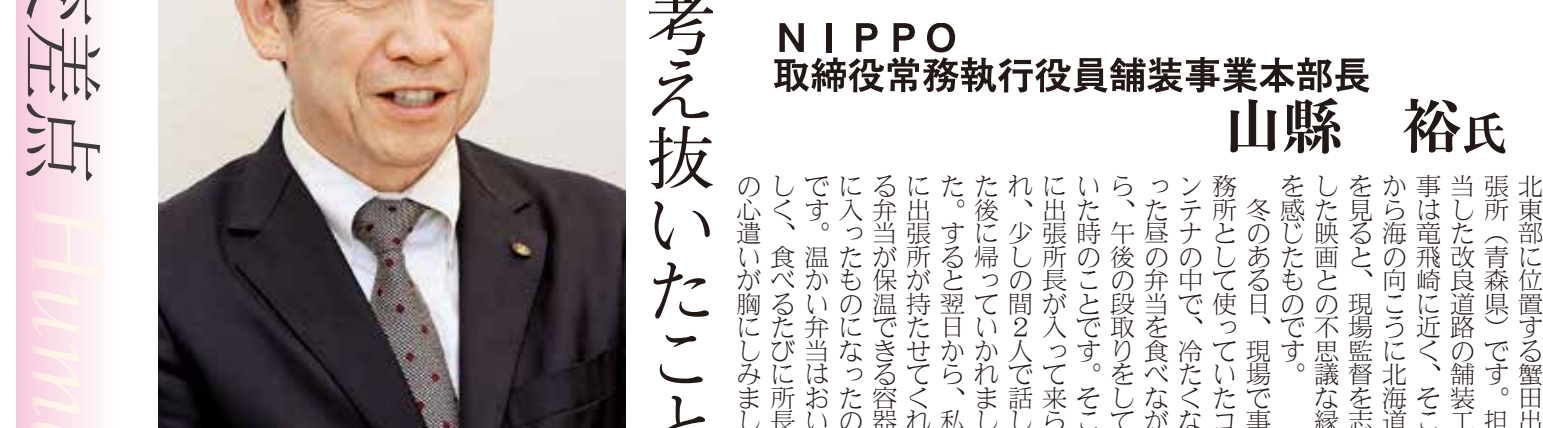 差点
Hum
考え抜いたこと
NIPPO
取締役常務執行役員舗装事業本部長
山縣 裕氏
北東部に位置する蟹田出
張所（青森県）です。担
当した改良道路の舗装工
事は竜飛崎に近く、そこ
から海の向こうに北海道
を見ると、現場監督を志
した映画との不思議な縁
を感じたものです。
冬のある日、現場で事
務所として使っていたコ
ンテナの中で、冷たくな
った昼の弁当を食べなが
ら、午後の段取りをして
いた時のことです。そこ
に出張所長が入って来ら
れ、少しの間２人で話し
た後に帰っていかれまし
た。すると翌日から、私
に出張所が持たせてくれ
る弁当が保温できる容器
に入ったものになったの
です。温かい弁当はおい
しく、食べるたびに所長
の心遣いが胸にしみまし